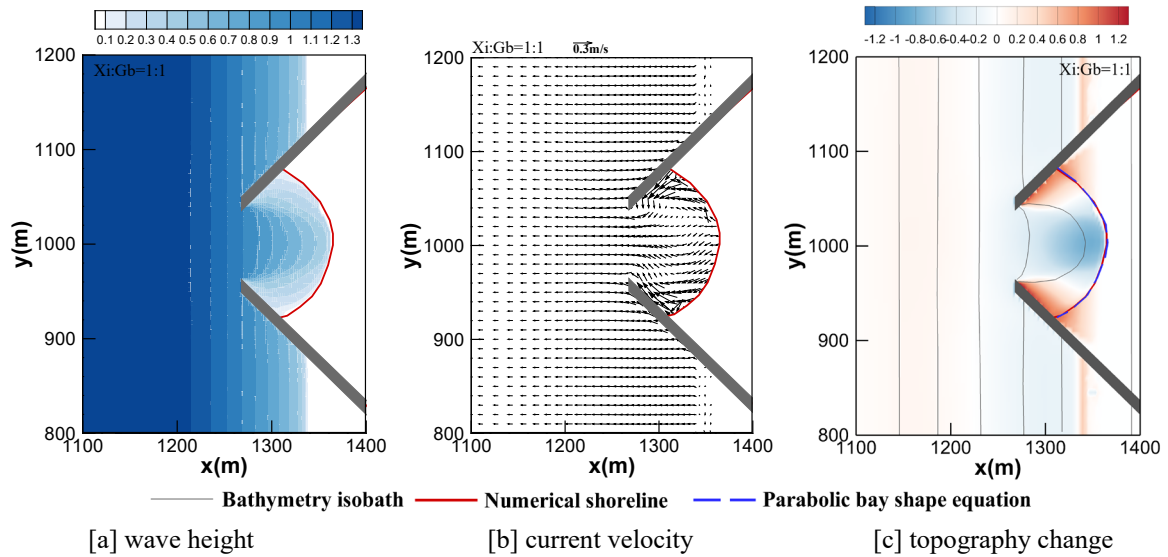 0.1 0.2 0.3 0.4 0.5 0.6 0.7 0.8 0.9 1 1.1 1.2 1.3
Xi:Gb=1:1
1200
1100
1000
900
800
y(m)
1100 1200 1300 1400
x(m)
Xi:Gb=1:1
0.3m/s
1200
1100
1000
900
800
y(m)
1100 1200 1300 1400
x(m)
-1.2 -1 -0.8 -0.6 -0.4 -0.2 0 0.2 0.4 0.6 0.8 1 1.2
Xi:Gb=1:1
1200
1100
1000
900
800
y(m)
1100 1200 1300 1400
x(m)
Bathymetry isobath Numerical shoreline Parabolic bay shape equation
[a] wave height [b] current velocity [c] topography change